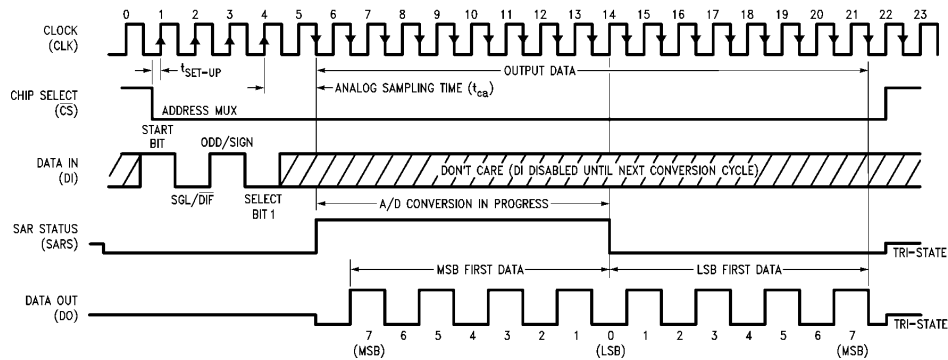 0 1 2 3 4 5 6 7 8 9 10 11 12 13 14 15 16 17 18 19 20 21 22 23
CLOCK
(CLK)
tSET-UP
OUTPUT DATA
ANALOG SAMPLING TIME (tca)
CHIP SELECT
(CS)
ADDRESS MUX
START
BIT
ODD/SIGN
DATA IN
(DI)
DON'T CARE (DI DISABLED UNTIL NEXT CONVERSION CYCLE)
SGL/DIF
SELECT
BIT 1
A/D CONVERSION IN PROGRESS
SAR STATUS
(SARS)
TRI-STATE
MSB FIRST DATA
LSB FIRST DATA
DATA OUT
(DO)
TRI-STATE
7 6 5 4 3 2 1 0 1 2 3 4 5 6 7
(MSB) (LSB) (MSB)